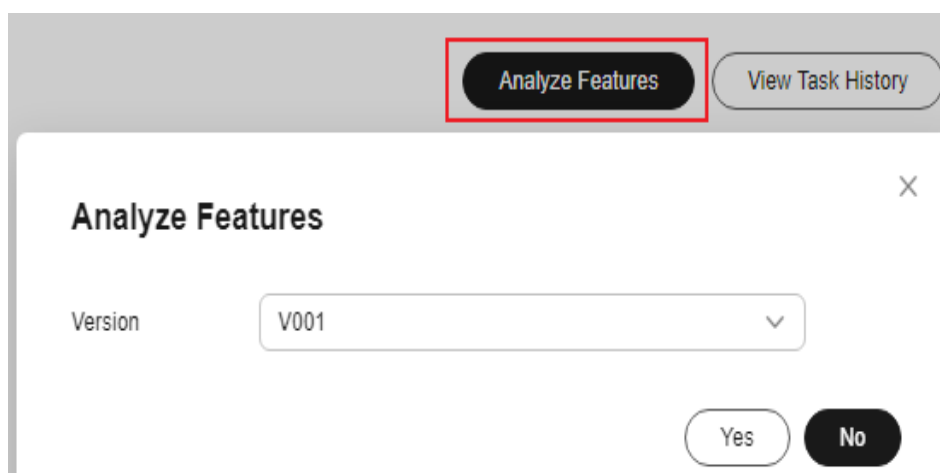 Analyze Features View Task History
Analyze Features
Version V001
Yes No